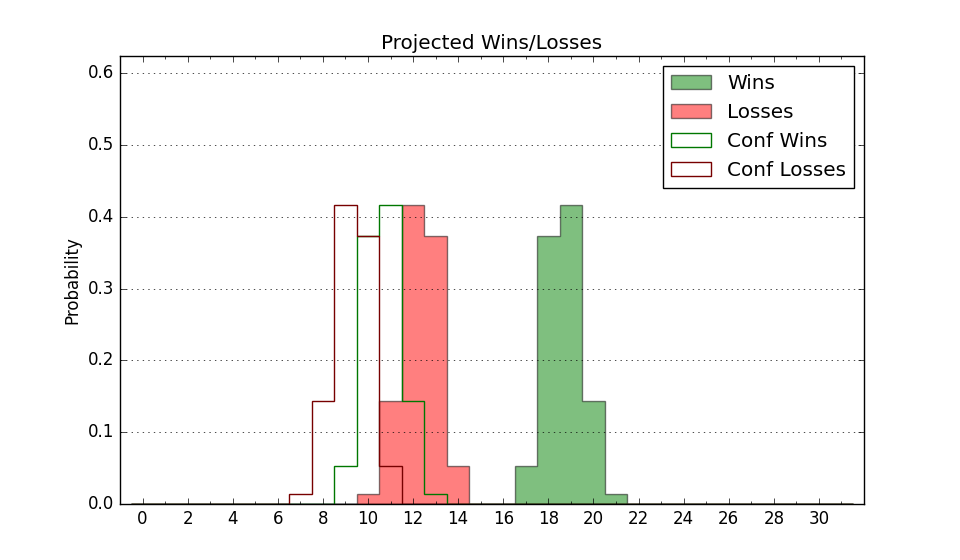 Projected Wins/Losses
Wins
Losses
Conf Wins
Conf Losses
Probability
0.6
0.5
0.4
0.3
0.2
0.1
0.0
0 2 4 6 8 10 12 14 16 18 20 22 24 26 28 30